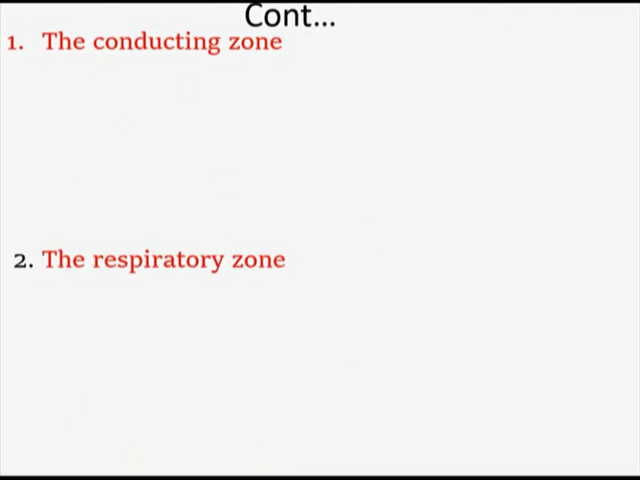 Cont...
1. The conducting zone
2. The respiratory zone